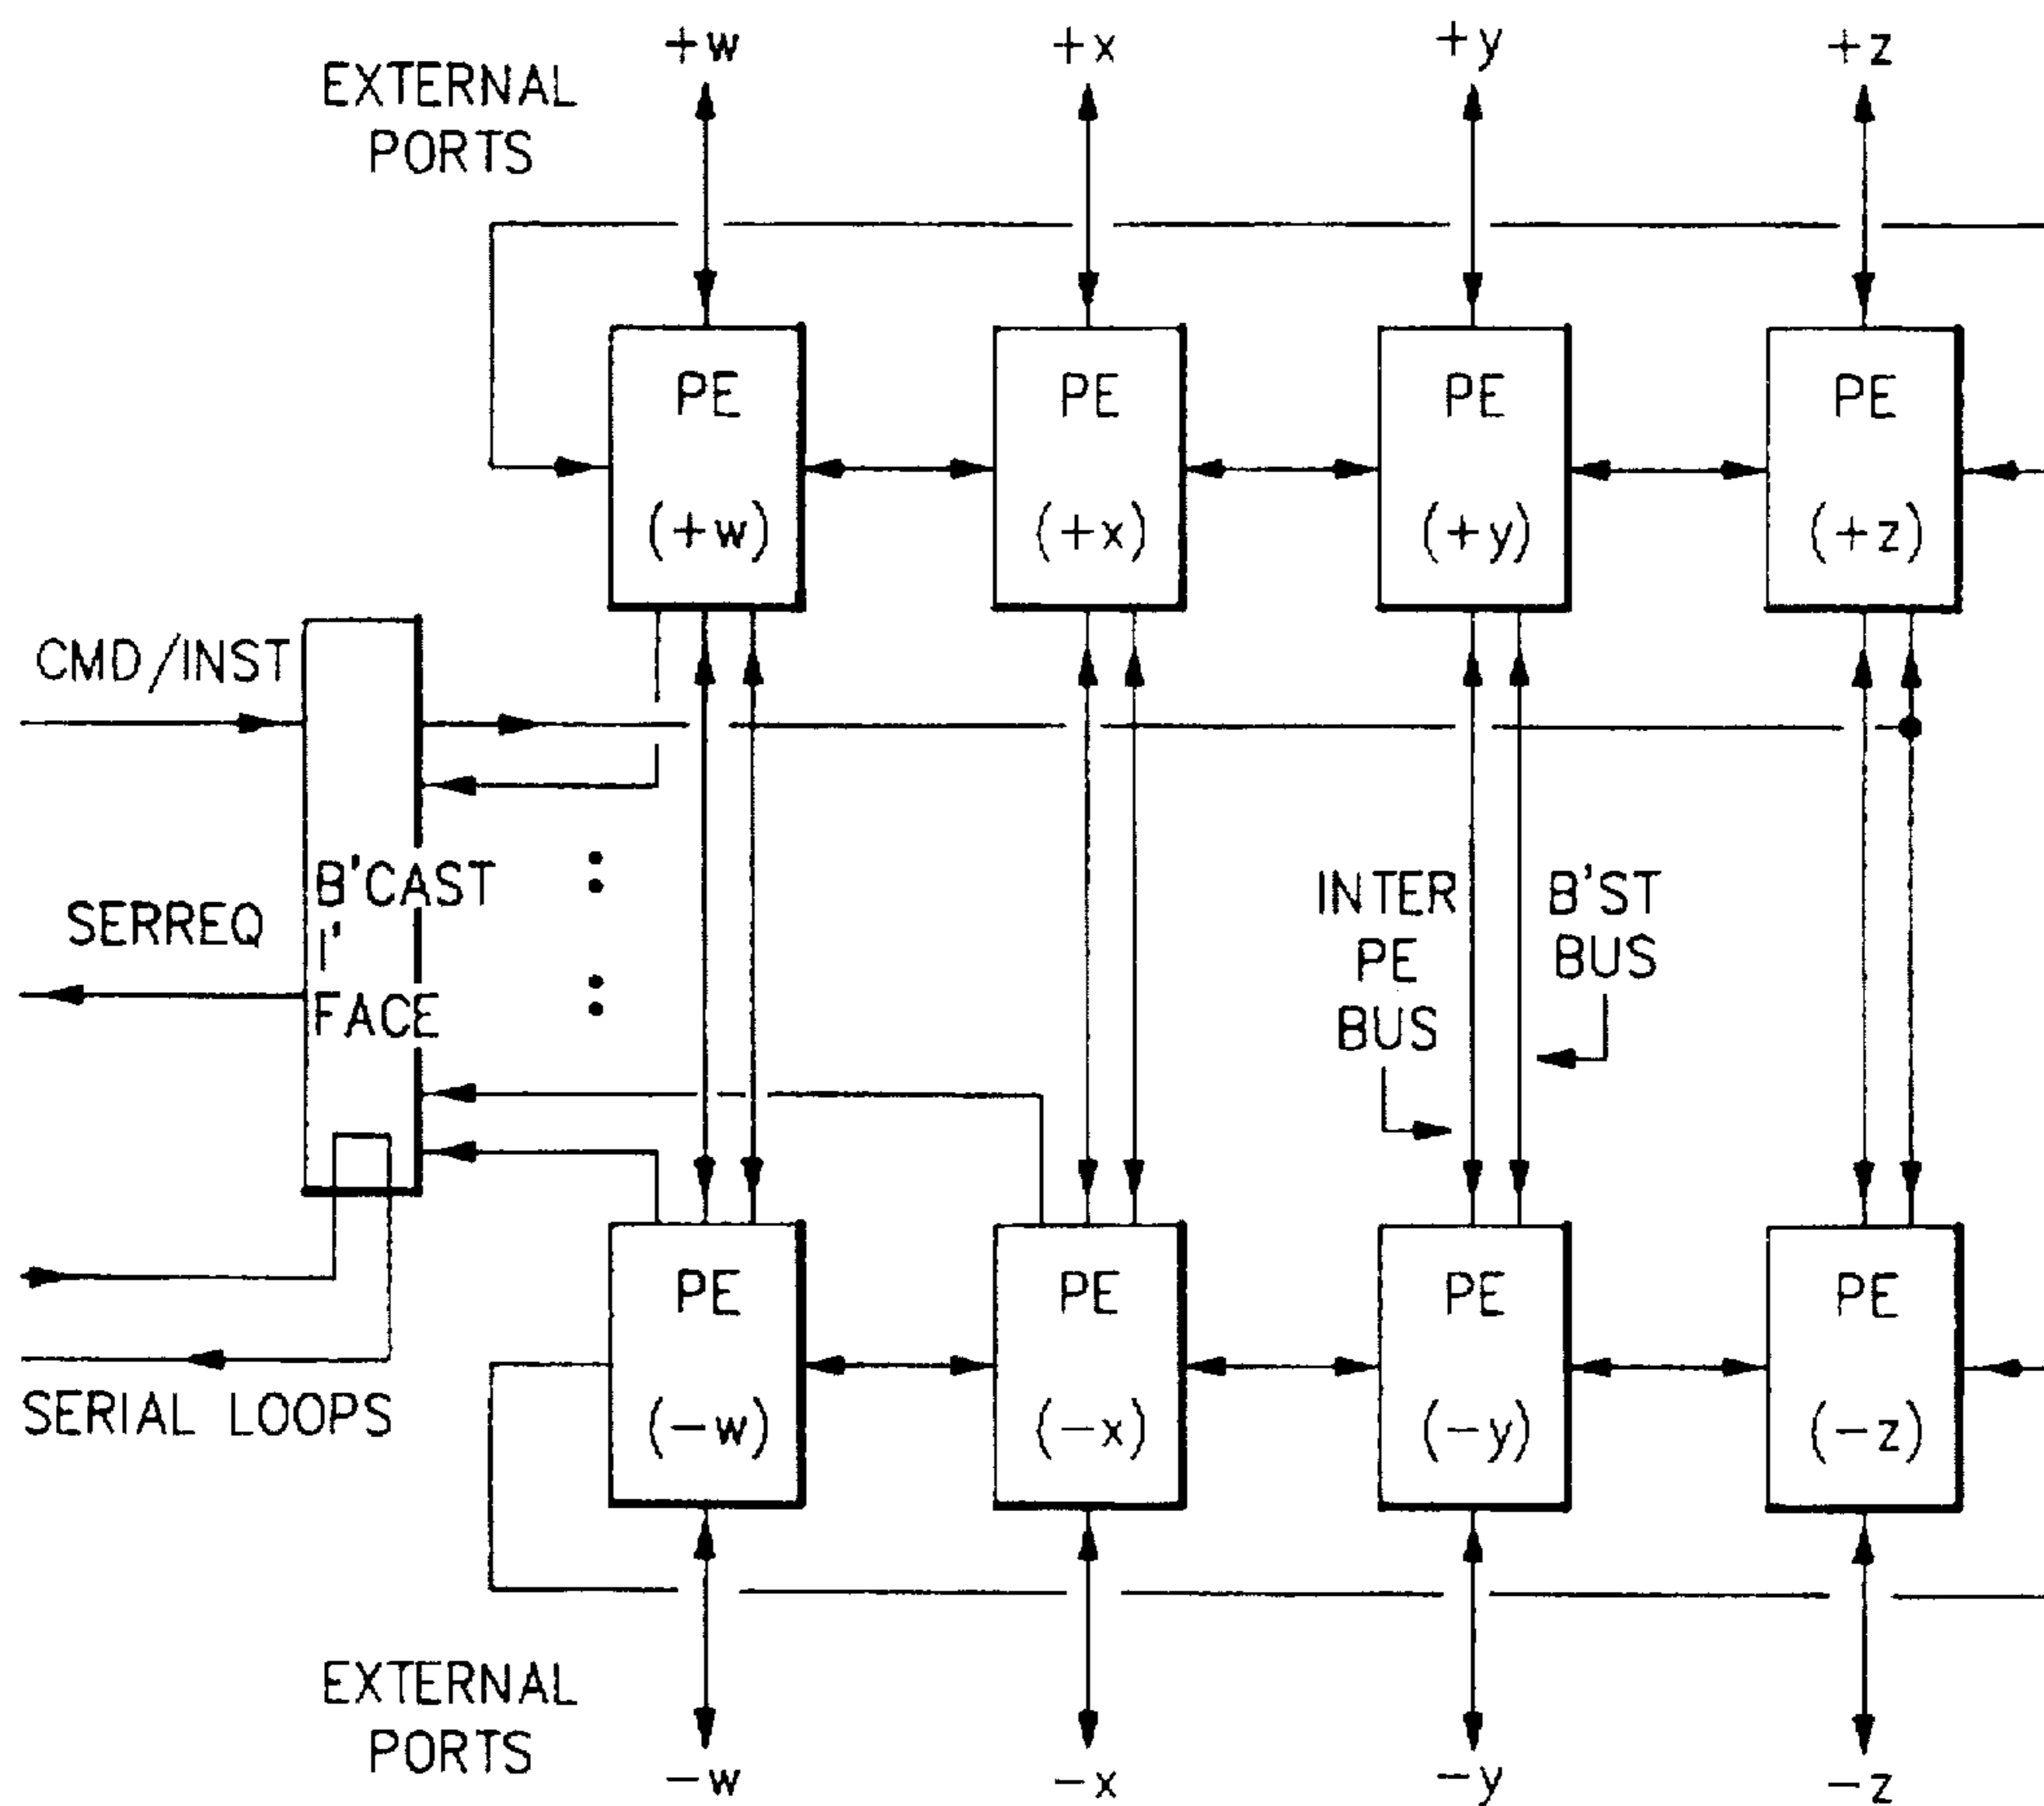 +w
+x
+y
+z
EXTERNAL
PORTS
PE
(+w)
PE
(+x)
PE
(+y)
PE
(+z)
CMD/INST
B'CAST
I'
FACE
SERREQ
INTER
PE
BUS
B'ST
BUS
PE
(-w)
PE
(-x)
PE
(-y)
PE
(-z)
SERIAL LOOPS
EXTERNAL
PORTS
-w
-x
-y
-z